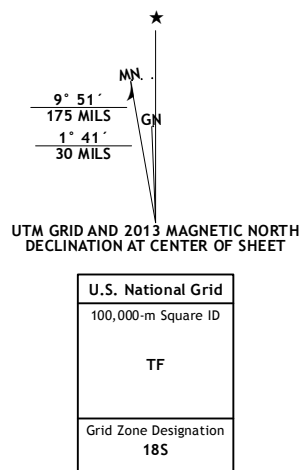 ★
MN
9° 51´
175 MILS
GN
1° 41´
30 MILS
UTM GRID AND 2013 MAGNETIC NORTH
DECLINATION AT CENTER OF SHEET
U.S. National Grid
100,000-m Square ID
TF
Grid Zone Designation
18S